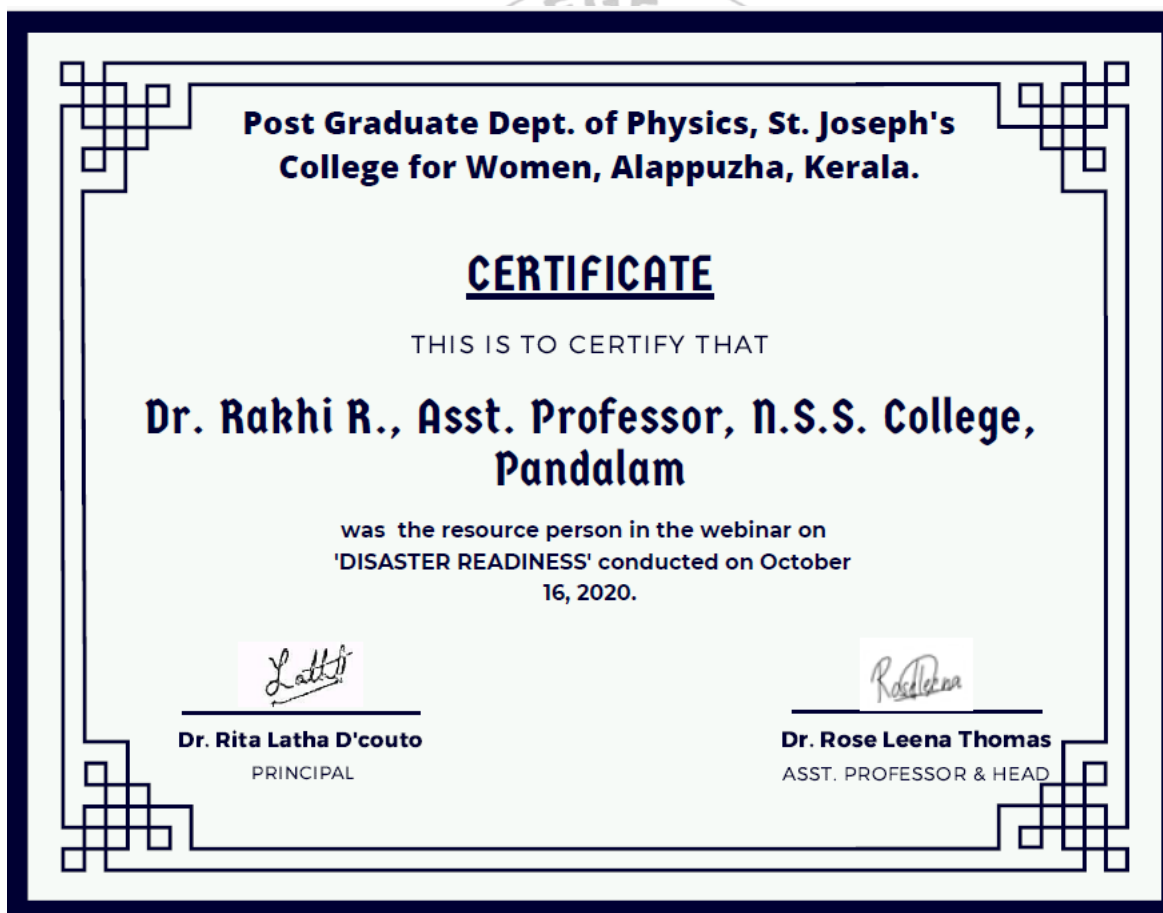 Post Graduate Dept. of Physics, St. Joseph's
College for Women, Alappuzha, Kerala.
CERTIFICATE
THIS IS TO CERTIFY THAT
Dr. Rakhi R., Asst. Professor, N.S.S. College,
Pandalam
was the resource person in the webinar on
'DISASTER READINESS' conducted on October
16, 2020.
Latha
RoseLeena
Dr. Rita Latha D'couto
Dr. Rose Leena Thomas
PRINCIPAL
ASST. PROFESSOR & HEAD